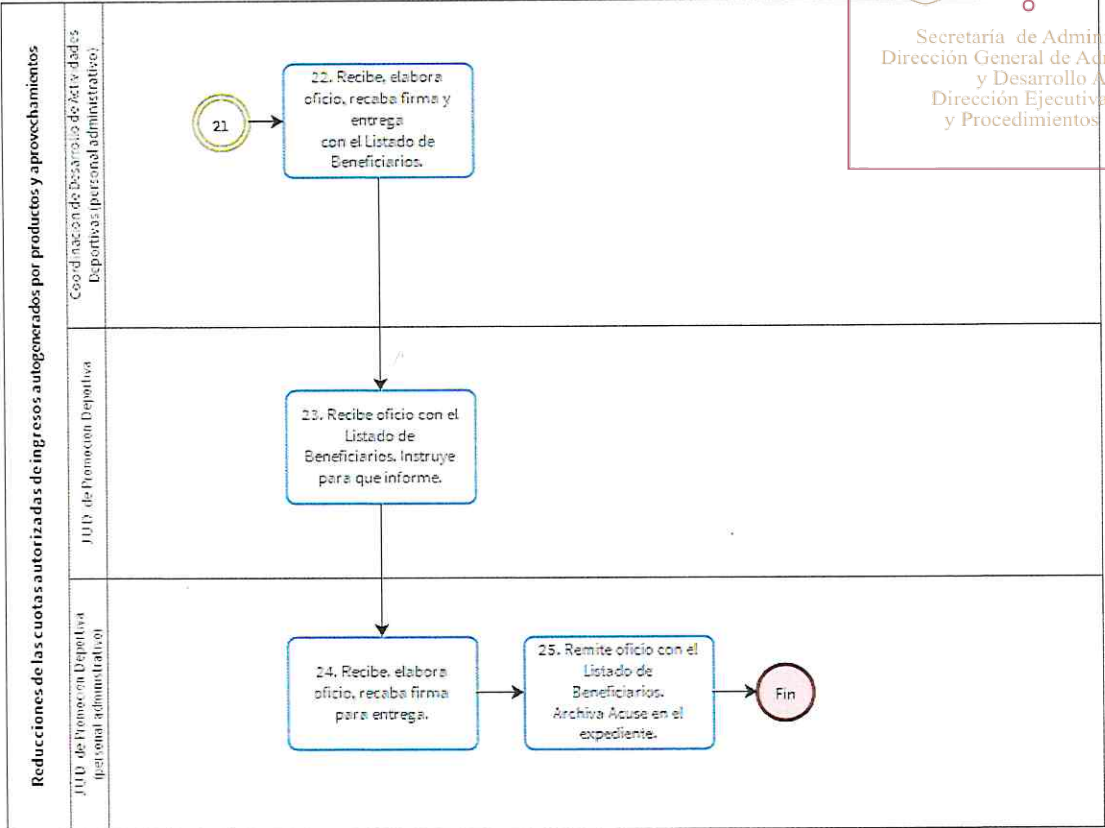 Reducciones de las cuotas autorizadas de ingresos autogenerados por productos y aprovechamientos
Coordinacion de Desarrollo de Actividades
Deportivas (personal administrativo)
21
22. Recibe, elabora
oficio, recaba firma y
entrega
con el Listado de
Beneficiarios.
Secretaría de Admin
Dirección General de Ad
y Desarrollo A
Dirección Ejecutiva
y Procedimientos
JUD de Promocion Deportiva
23. Recibe oficio con el
Listado de
Beneficiarios. Instruye
para que informe.
JUD de Promocion Deportiva
(personal administrativo)
24. Recibe, elabora
oficio, recaba firma
para entrega.
25. Remite oficio con el
Listado de
Beneficiarios.
Archiva Acuse en el
expediente.
Fin